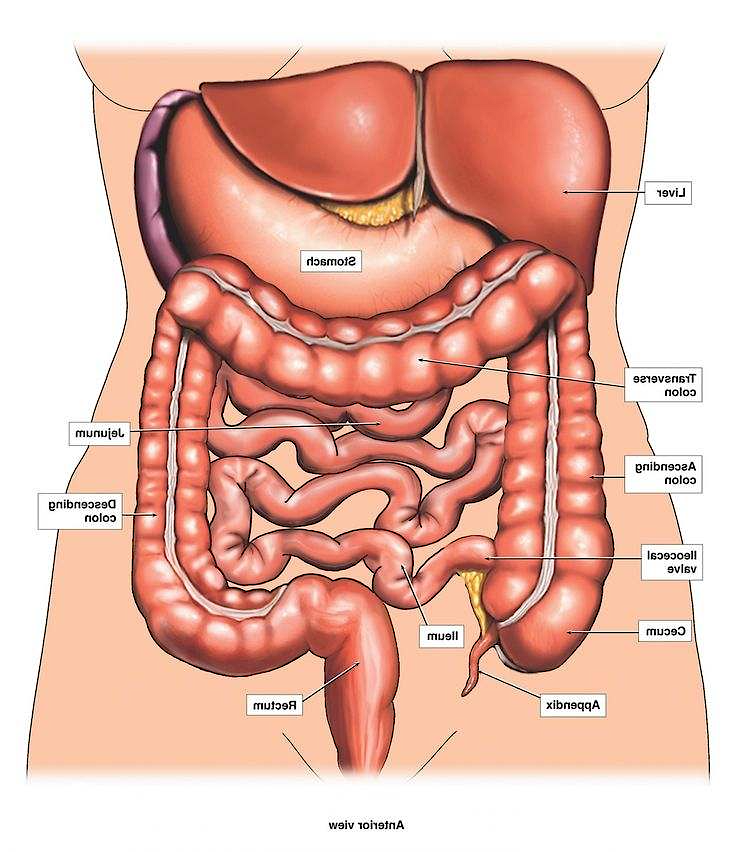 Liver
Stomach
Transverse
colon
Jejunum
Ascending
colon
Descending
colon
Ileocecal
valve
Ileum
Cecum
Rectum
Appendix
Anterior view